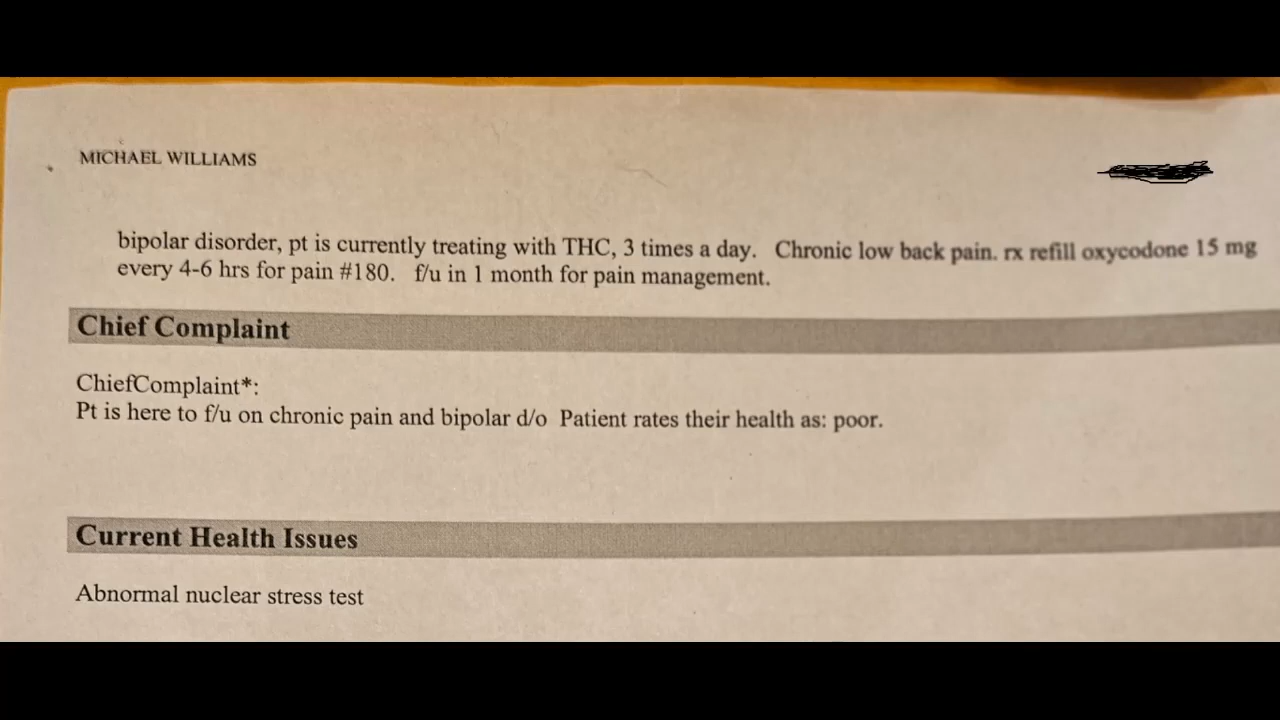 MICHAEL WILLIAMS
bipolar disorder, pt is currently treating with THC, 3 times a day. Chronic low back pain. rx refill oxycodone 15 mg
every 4-6 hrs for pain #180. f/u in 1 month for pain management.
Chief Complaint
ChiefComplaint*:
Pt is here to f/u on chronic pain and bipolar d/o Patient rates their health as: poor.
Current Health Issues
Abnormal nuclear stress test